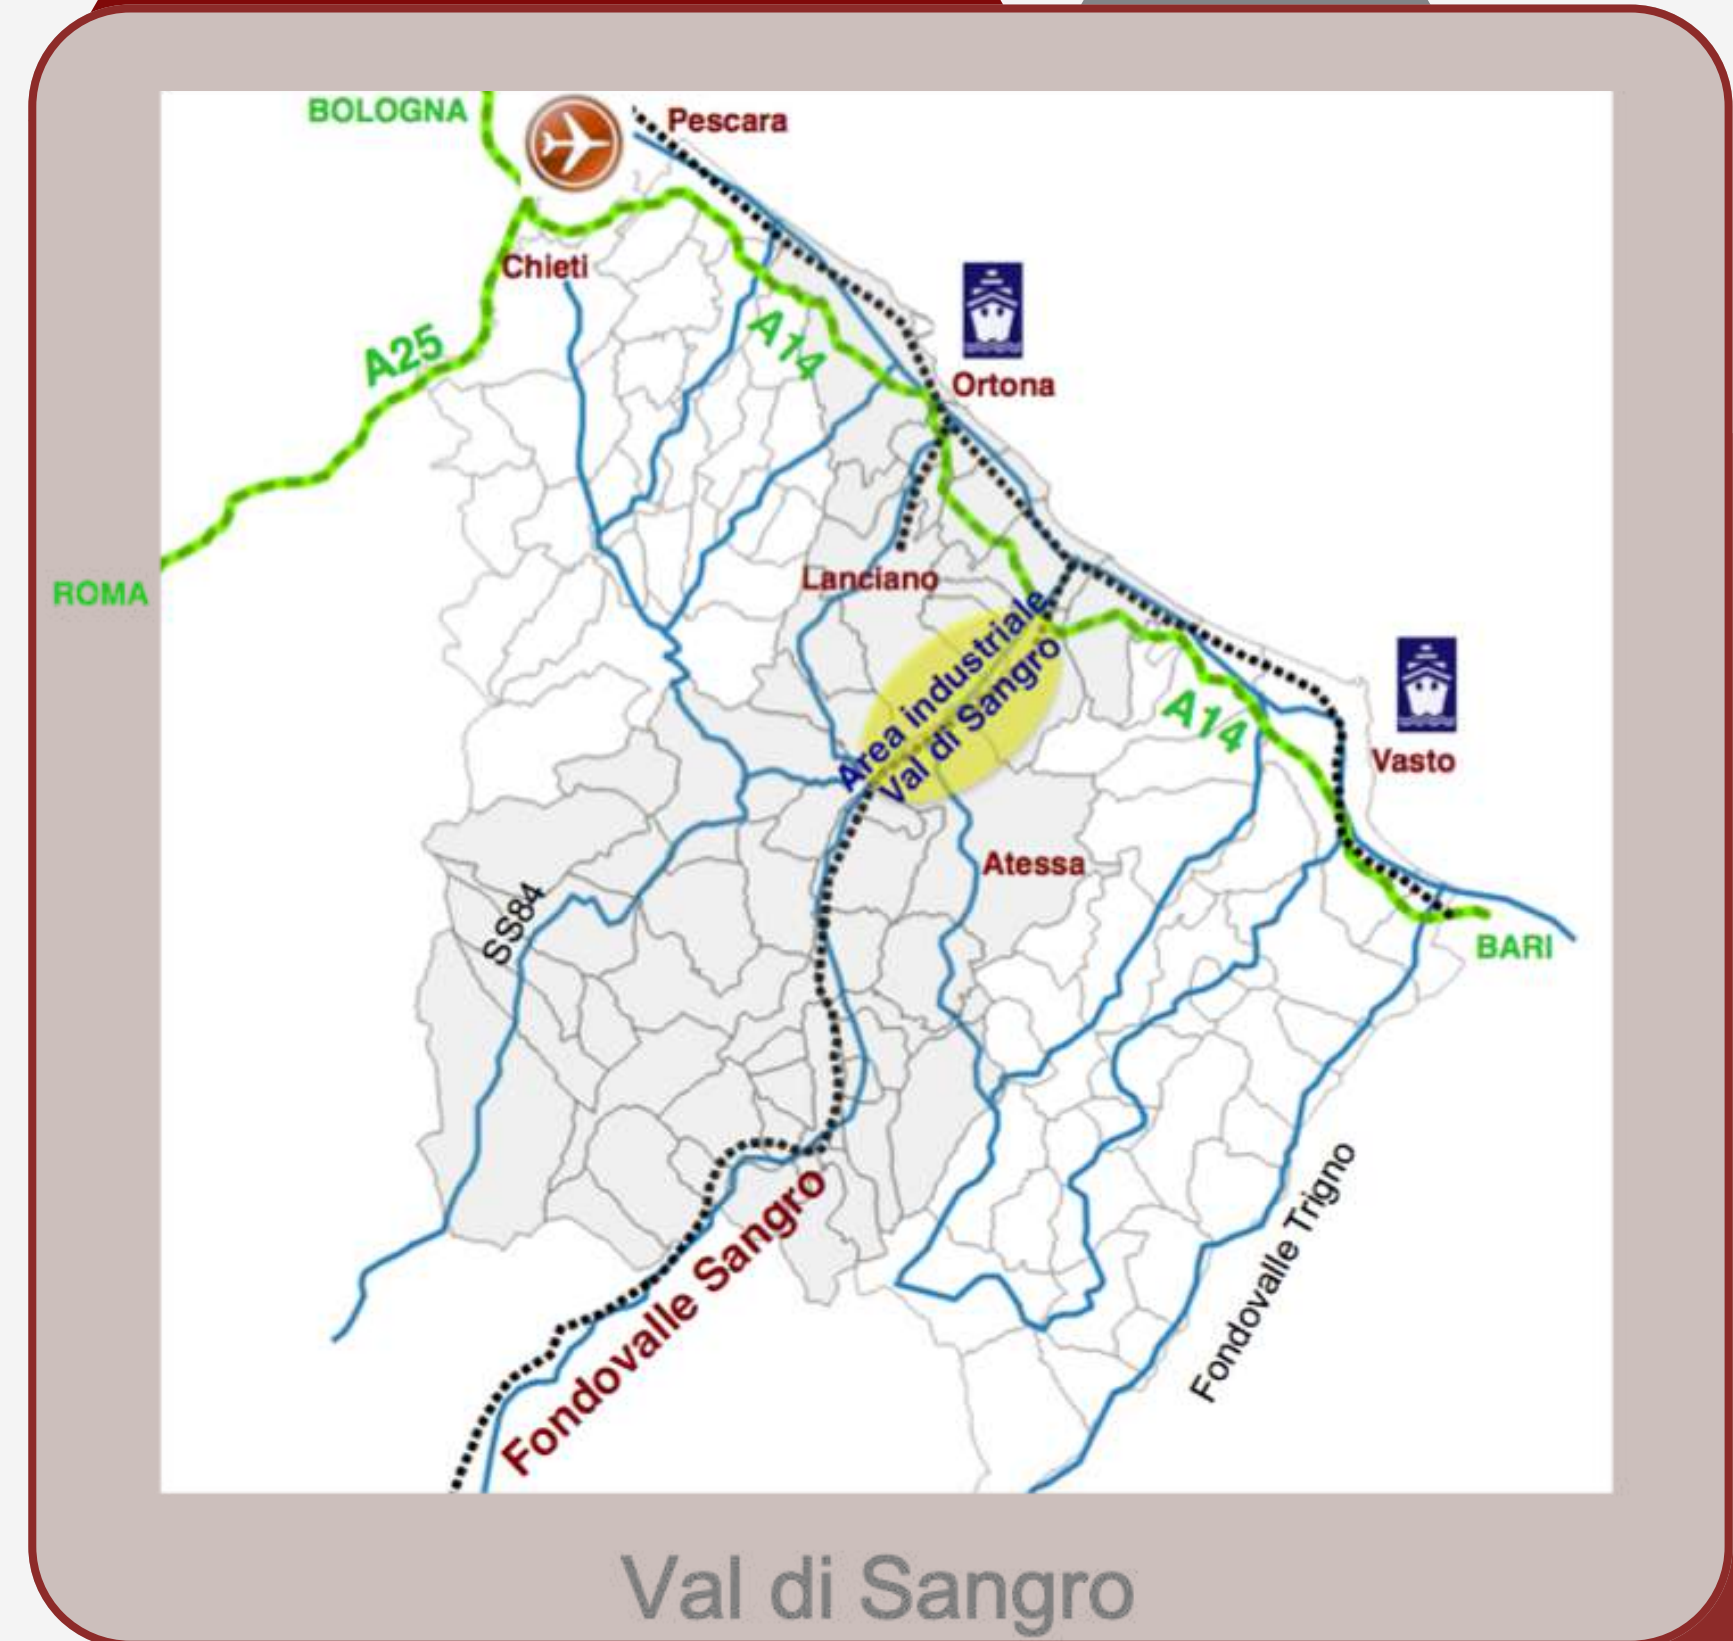 BOLOGNA
Pescara
Chieti
A25
A14
Ortona
ROMA
Lanciano
Area industriale
Val di Sangro
A14
Vasto
Atessa
SS84
BARI
Fondovalle Sangro
Fondovalle Trigno
Val di Sangro